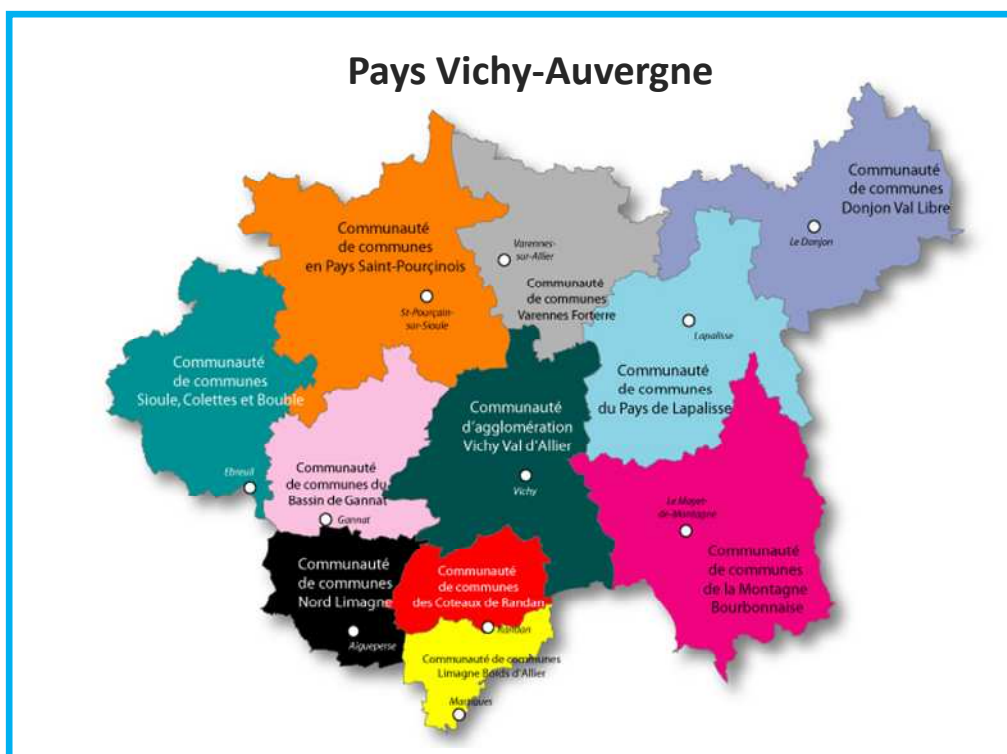 Pays Vichy-Auvergne
Communauté
de communes
Donjon Val Libre
Le Donjon
Communauté
de communes
en Pays Saint-Pourçinois
St-Pourçain-
sur-Sioule
Varennes-
sur-Allier
Communauté
de communes
Varennes Forterre
Lapalisse
Communauté
de communes
du Pays de Lapalisse
Communauté
de communes
Sioule, Colettes et Bouble
Ebreuil
Communauté
d'agglomération
Vichy Val d'Allier
Vichy
Communauté
de communes du
Bassin de Gannat
Gannat
Le Mayet-
de-Montagne
Communauté
de communes
de la Montagne
Bourbonnaise
Communauté
de communes
Nord Limagne
Aigueperse
Communauté
de communes
des Coteaux de Randan
Randan
Communauté de communes
Limagne Bords d'Allier
Maringues